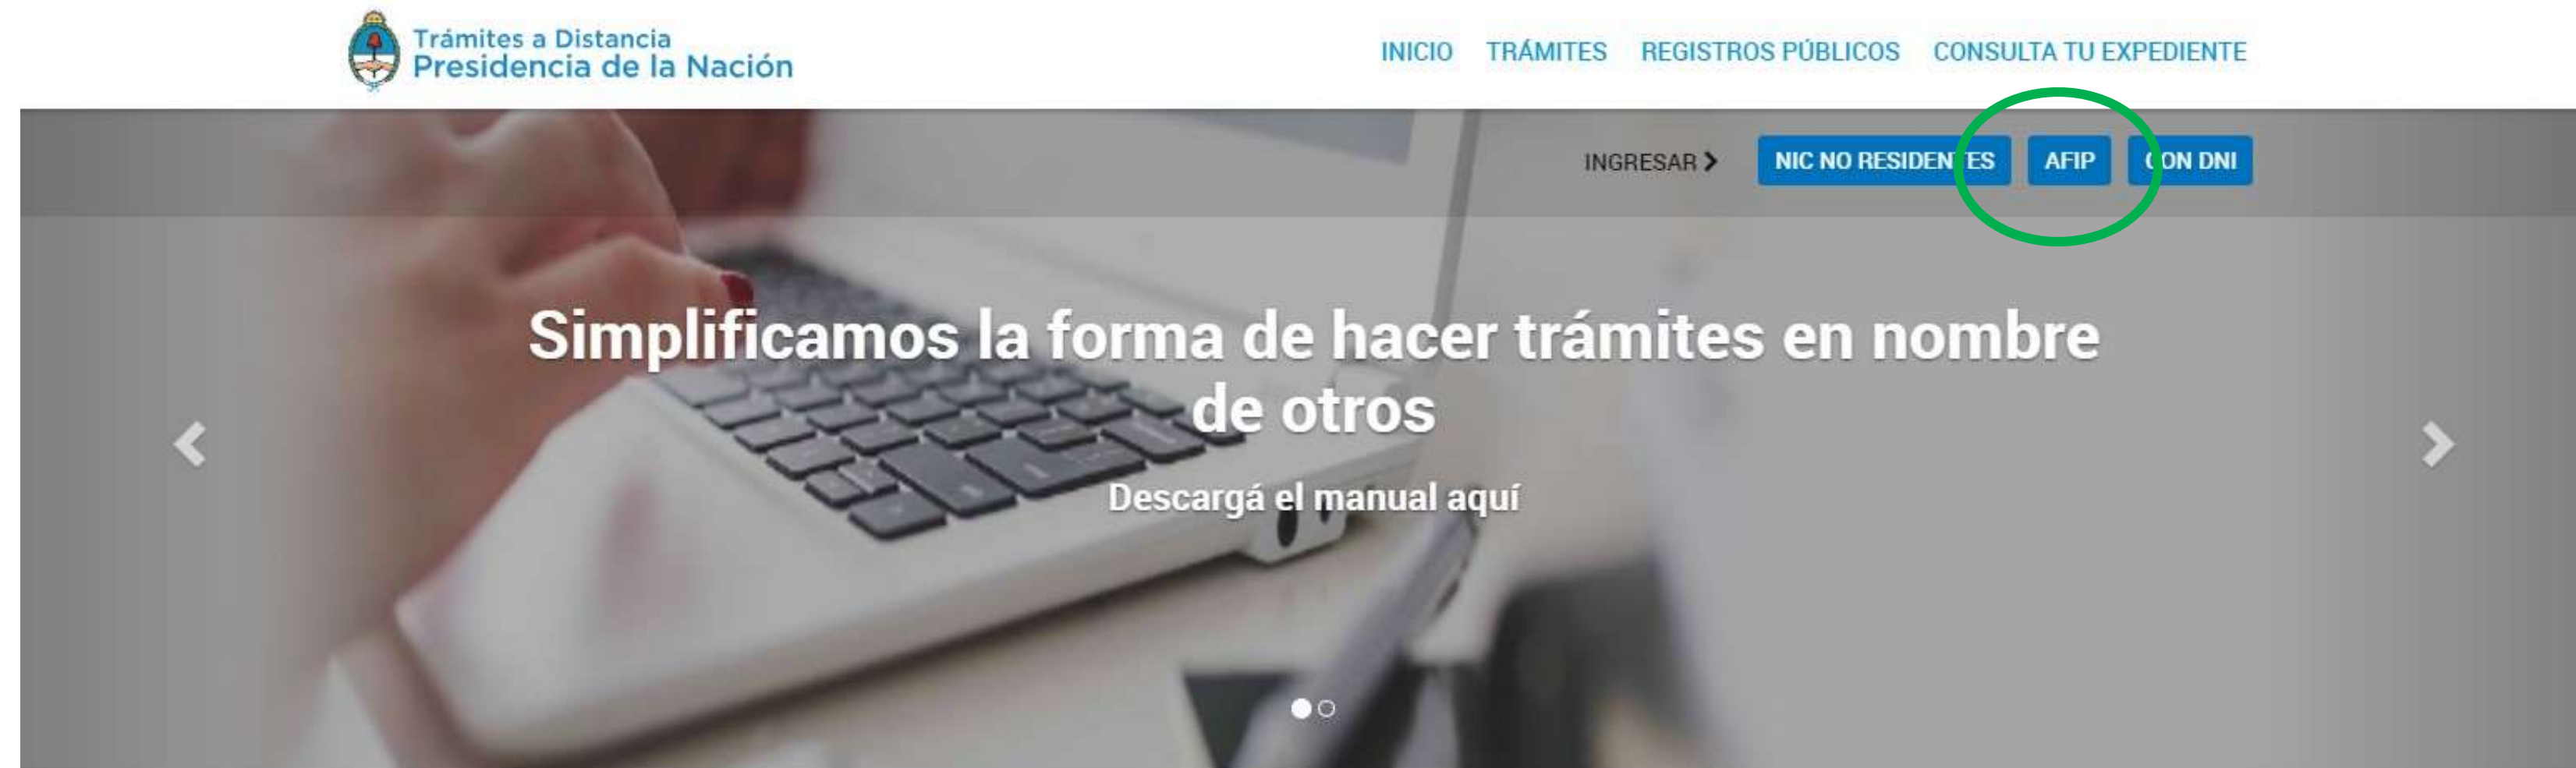 Trámites a Distancia
Presidencia de la Nación
INICIO TRÁMITES REGISTROS PÚBLICOS CONSULTA TU EXPEDIENTE
INGRESAR NIC NO RESIDENTES AFIP CON DNI
Simplificamos la forma de hacer trámites en nombre
de otros
Descargá el manual aquí